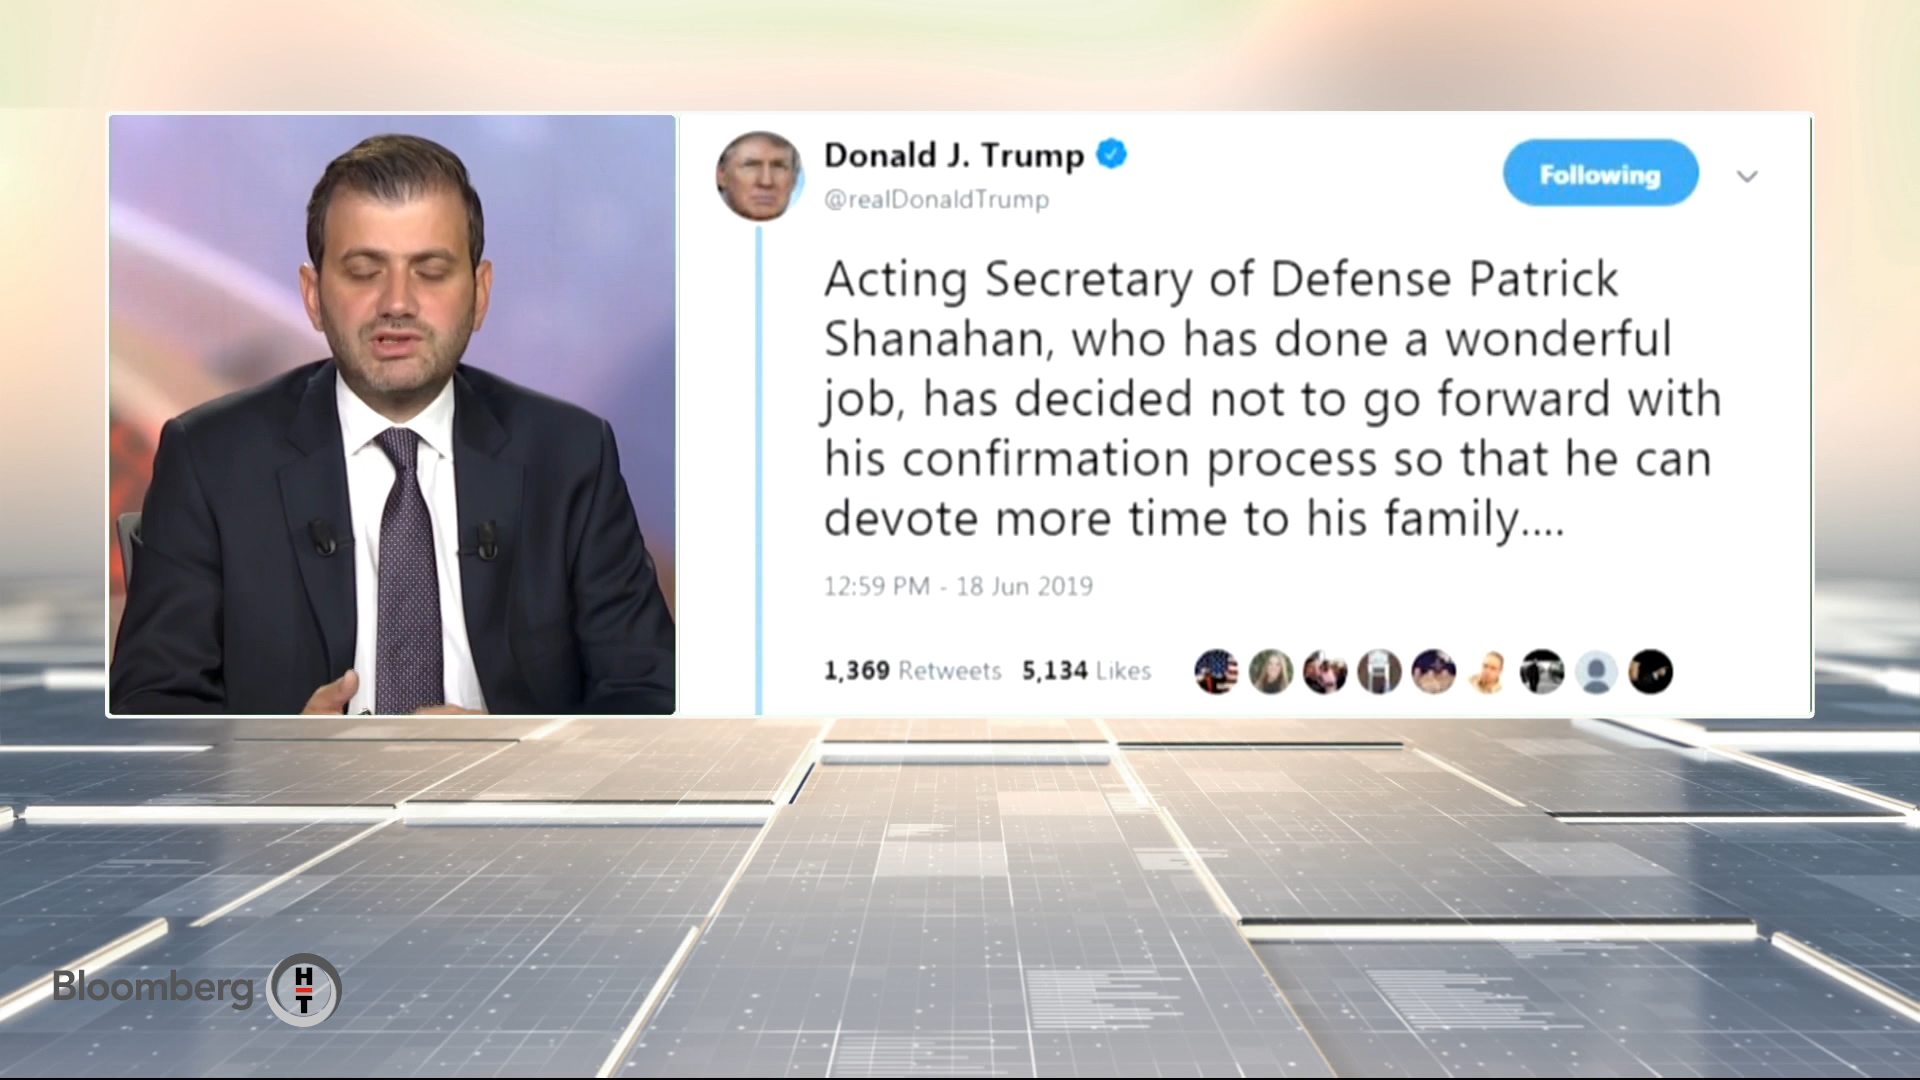 Donald J. Trump
@realDonaldTrump
Following
Acting Secretary of Defense Patrick
Shanahan, who has done a wonderful
job, has decided not to go forward with
his confirmation process so that he can
devote more time to his family....
12:59 PM - 18 Jun 2019
1,369 Retweets 5,134 Likes
Bloomberg HT